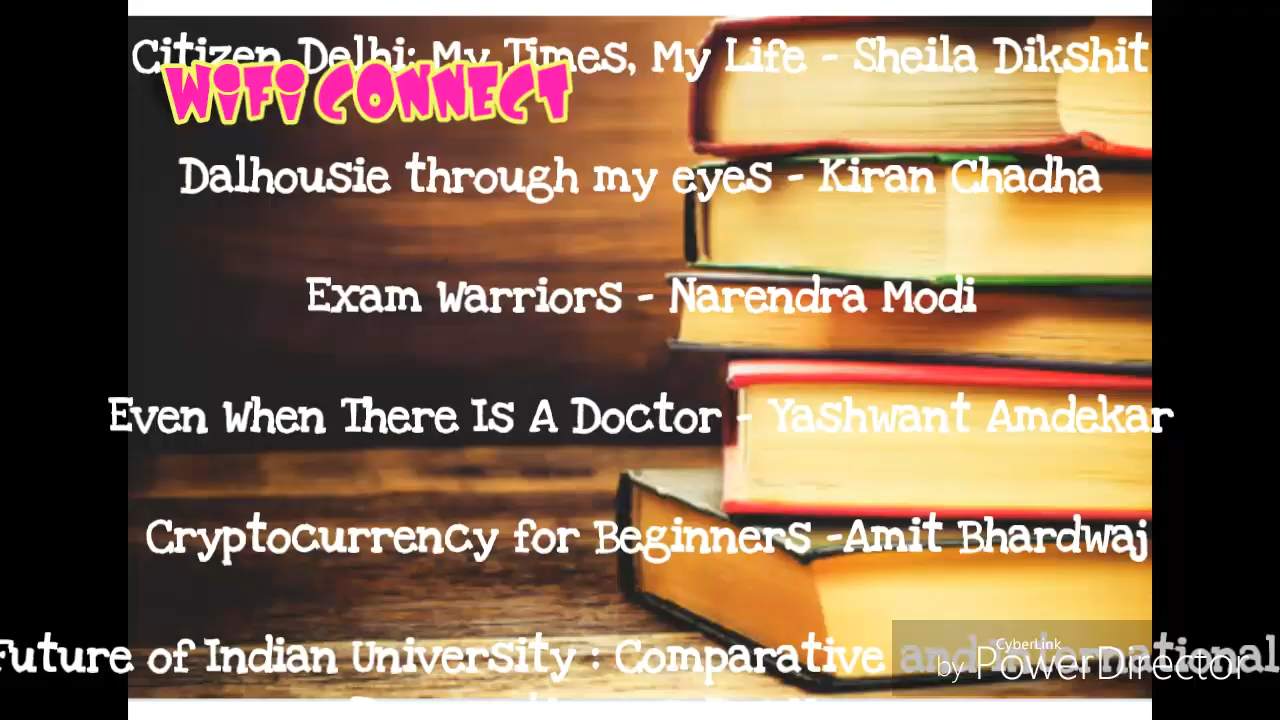 Citizen Delhi: My Times, My Life - Sheila Dikshit
WiFi CONNECT
Dalhousie through my eyes - Kiran Chadha
Exam Warriors - Narendra Modi
Even When There Is A Doctor - Yashwant Amdekar
Cryptocurrency for Beginners -Amit Bhardwaj
Future of Indian University : Comparative and International
CyberLink
by PowerDirector